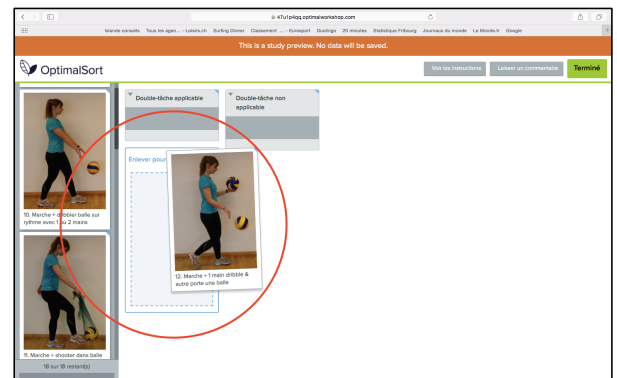 47u1p4qq.optimalworkshop.com
Islande conseils Tous les agen... - Loisirs.ch Surfing Dinner Classement ... - Eurosport Duolingo 20 minutes Statistique Fribourg Journaux du monde Le Monde.fr Google
This is a study preview. No data will be saved.
OptimalSort
Voir les instructions
Laisser un commentaire
Terminé
Double-tâche applicable
Double-tâche non
applicable
Enlever pour
10. Marche + dribbler balle sur
rythme avec 1 ou 2 mains
12. Marche + 1 main dribble &
autre porte une balle
11. Marche + shooter dans balle
18 sur 18 restant(s)